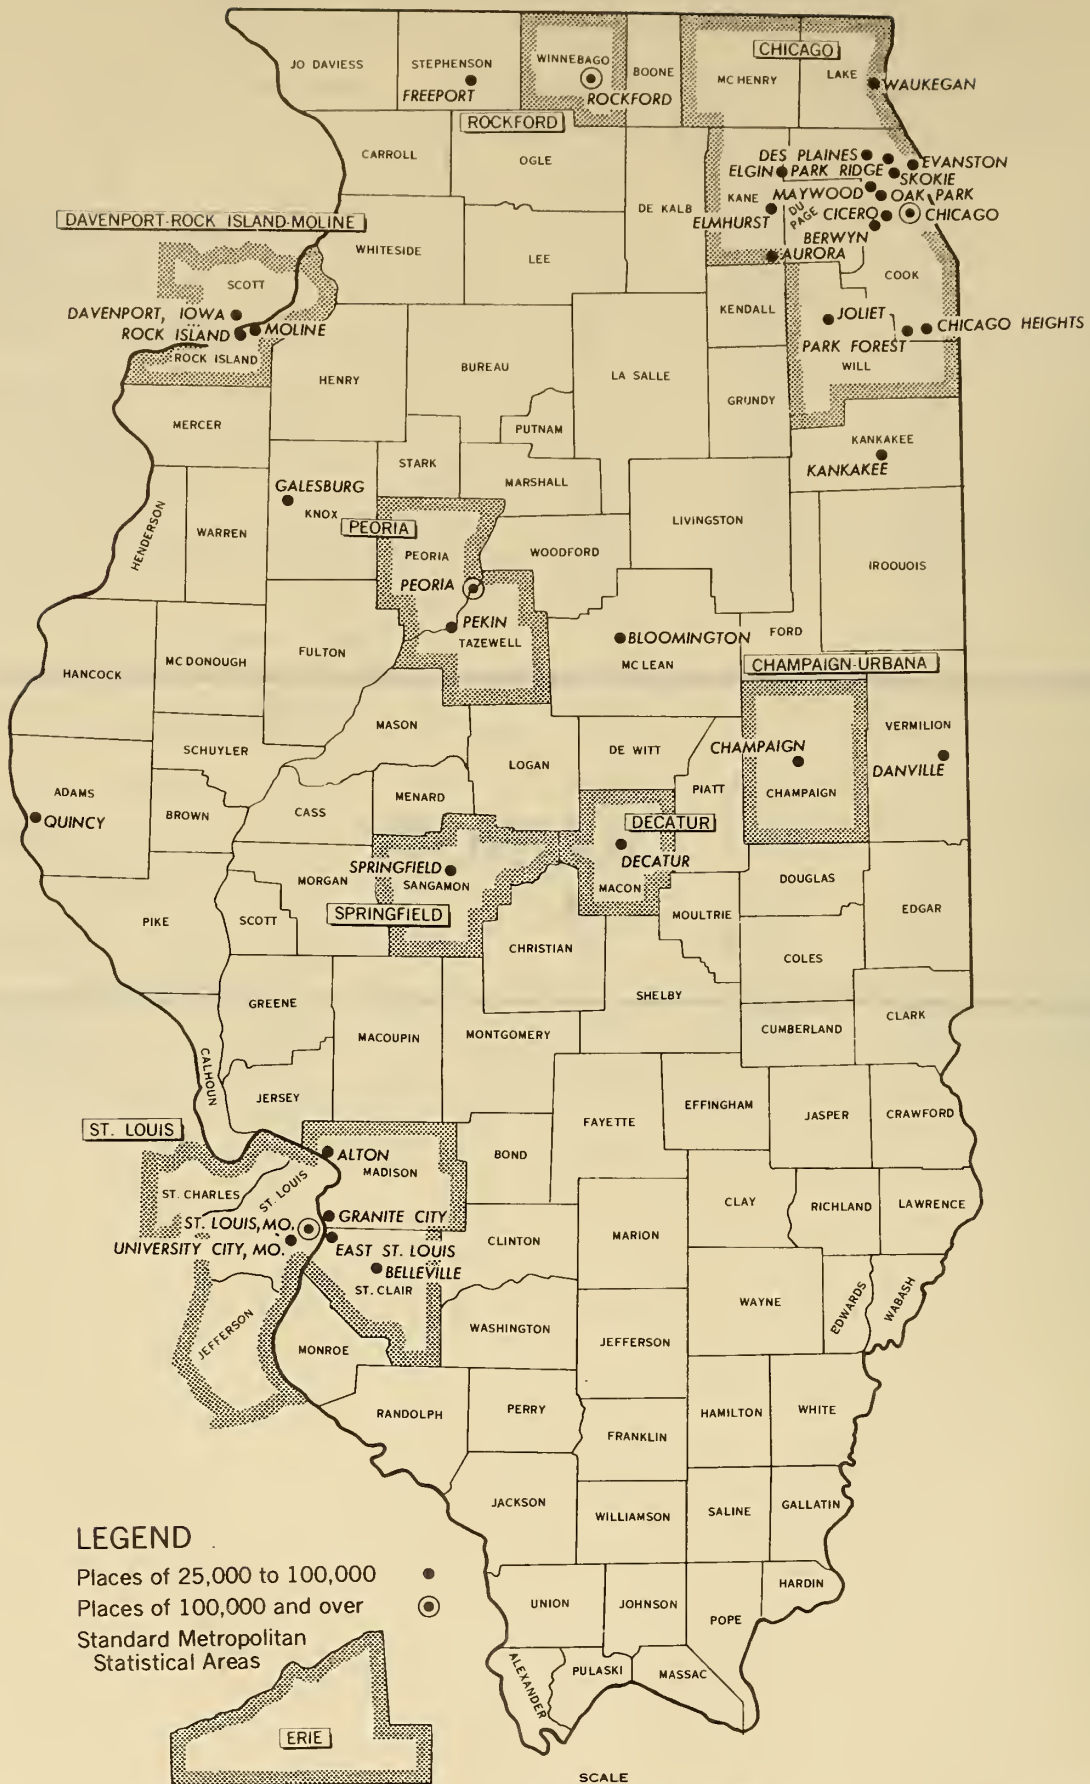 JO DAVIESS
STEPHENSON
FREEPORT
WINNEBAGO
ROCKFORD
BOONE
CHICAGO
MC HENRY
LAKE
WAUKEGAN
ROCKFORD
CARROLL
OGLE
DE KALB
DES PLAINES
EVANSTON
ELGIN
PARK RIDGE
SKOKIE
KANE
MAYWOOD
OAK PARK
DU PAGE
CICERO
CHICAGO
ELMHURST
BERWYN
AURORA
COOK
DAVENPORT-ROCK ISLAND-MOLINE
WHITESIDE
LEE
SCOTT
DAVENPORT, IOWA
ROCK ISLAND
MOLINE
ROCK ISLAND
KENDALL
JOLIET
CHICAGO HEIGHTS
PARK FOREST
WILL
HENRY
BUREAU
LA SALLE
GRUNDY
MERCER
PUTNAM
KANKAKEE
KANKAKEE
STARK
MARSHALL
GALESBURG
KNOX
PEORIA
HENDERSON
WARREN
LIVINGSTON
PEORIA
WOODFORD
IROQUOIS
PEORIA
PEKIN
TAZEWELL
BLOOMINGTON
MC LEAN
FORD
CHAMPAIGN-URBANA
HANCOCK
MC DONOUGH
FULTON
MASON
SCHUYLER
LOGAN
DE WITT
CHAMPAIGN
VERMILION
DANVILLE
ADAMS
QUINCY
BROWN
CASS
MENARD
PIATT
CHAMPAIGN
DECATUR
DECATUR
MACON
SPRINGFIELD
SANGAMON
MORGAN
SPRINGFIELD
DOUGLAS
PIKE
SCOTT
MOULTRIE
EDGAR
CHRISTIAN
COLES
SHELBY
GREENE
MACOUPIN
MONTGOMERY
CUMBERLAND
CLARK
CALHOUN
JERSEY
FAYETTE
EFFINGHAM
JASPER
CRAWFORD
ST. LOUIS
ALTON
MADISON
BOND
ST. CHARLES
ST. LOUIS
CLAY
RICHLAND
LAWRENCE
ST. LOUIS, MO.
GRANITE CITY
UNIVERSITY CITY, MO.
EAST ST. LOUIS
BELLEVILLE
ST. CLAIR
CLINTON
MARION
WAYNE
EDWARDS
WABASH
JEFFERSON
MONROE
WASHINGTON
JEFFERSON
RANDOLPH
PERRY
HAMILTON
WHITE
FRANKLIN
JACKSON
WILLIAMSON
SALINE
GALLATIN
UNION
JOHNSON
POPE
HARDIN
ALEXANDER
PULASKI
MASSAC
LEGEND
Places of 25,000 to 100,000
Places of 100,000 and over
Standard Metropolitan
Statistical Areas
ERIE
SCALE